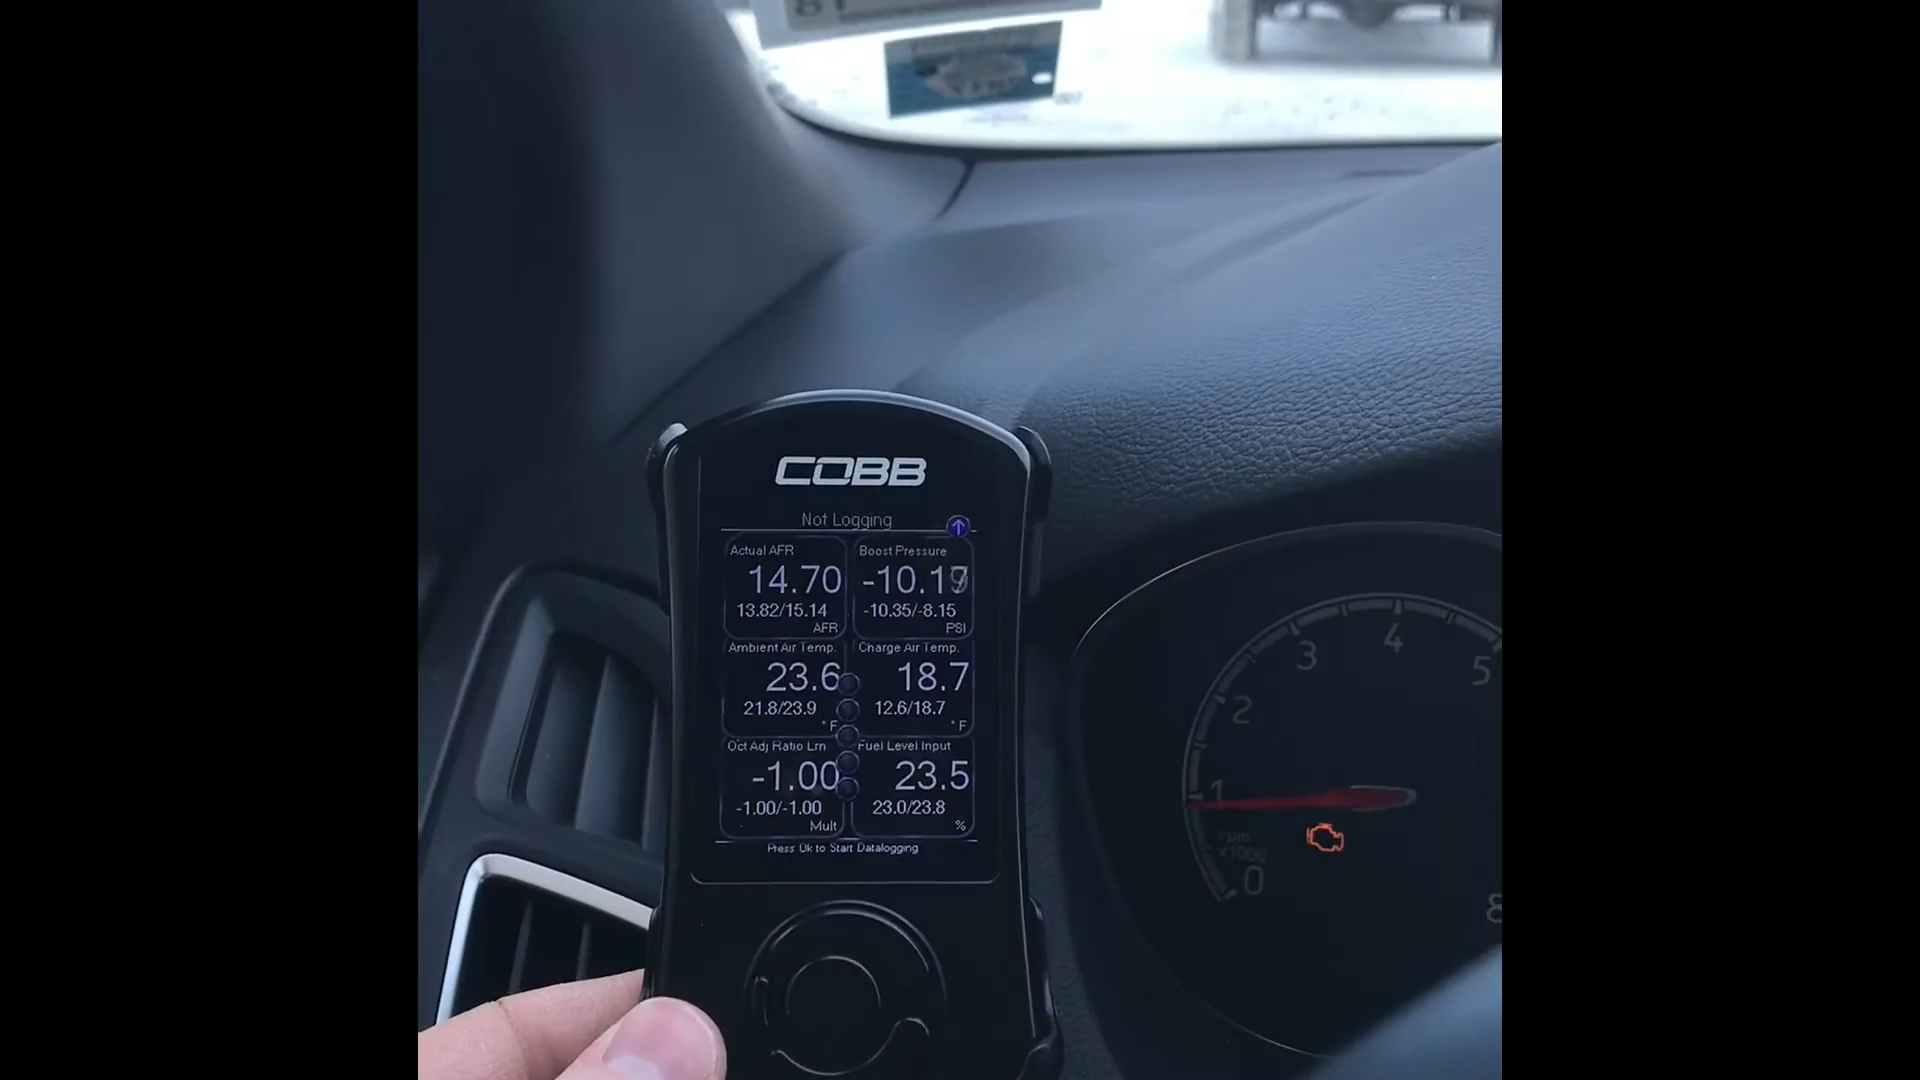 COBB
Not Logging
Actual AFR
14.70
13.82/15.14
AFR
Boost Pressure
-10.35/-8.15
PSI
Ambient Air Temp.
23.6
21.8/23.9
°F
Charge Air Temp.
18.7
12.6/18.7
°F
Oct Adj Ratio Lrn
-1.00
-1.00/-1.00
Mult
Fuel Level Input
23.5
23.0/23.8
%
Press Ok to Start Datalogging
0
1
2
3
4
5
8
rpm
x1000